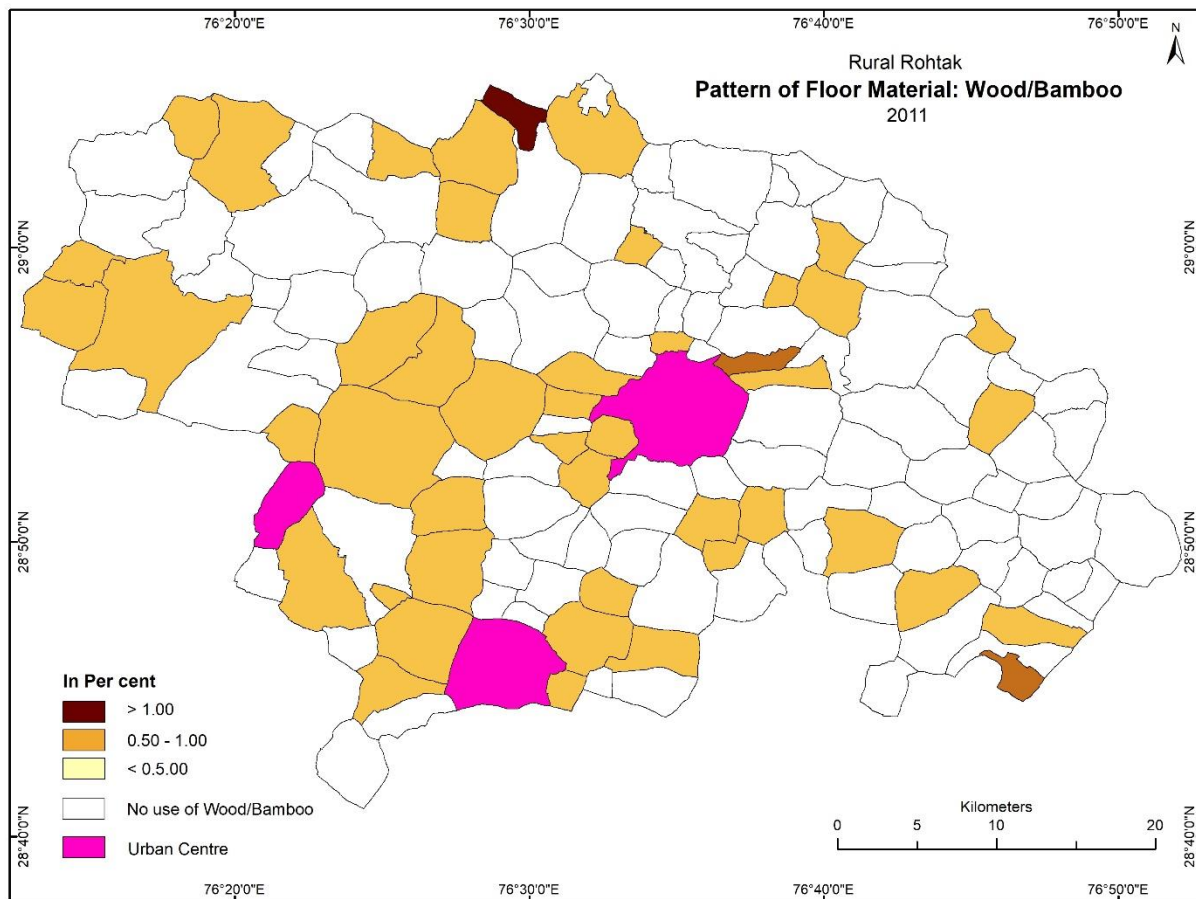 76°20'0"E 76°30'0"E 76°40'0"E 76°50'0"E
N
Rural Rohtak
Pattern of Floor Material: Wood/Bamboo
2011
29°0'0"N 29°0'0"N
28°50'0"N 28°50'0"N
28°40'0"N 28°40'0"N
In Per cent
> 1.00
0.50 - 1.00
< 0.5.00
No use of Wood/Bamboo
Urban Centre
Kilometers
0 5 10 20
76°20'0"E 76°30'0"E 76°40'0"E 76°50'0"E